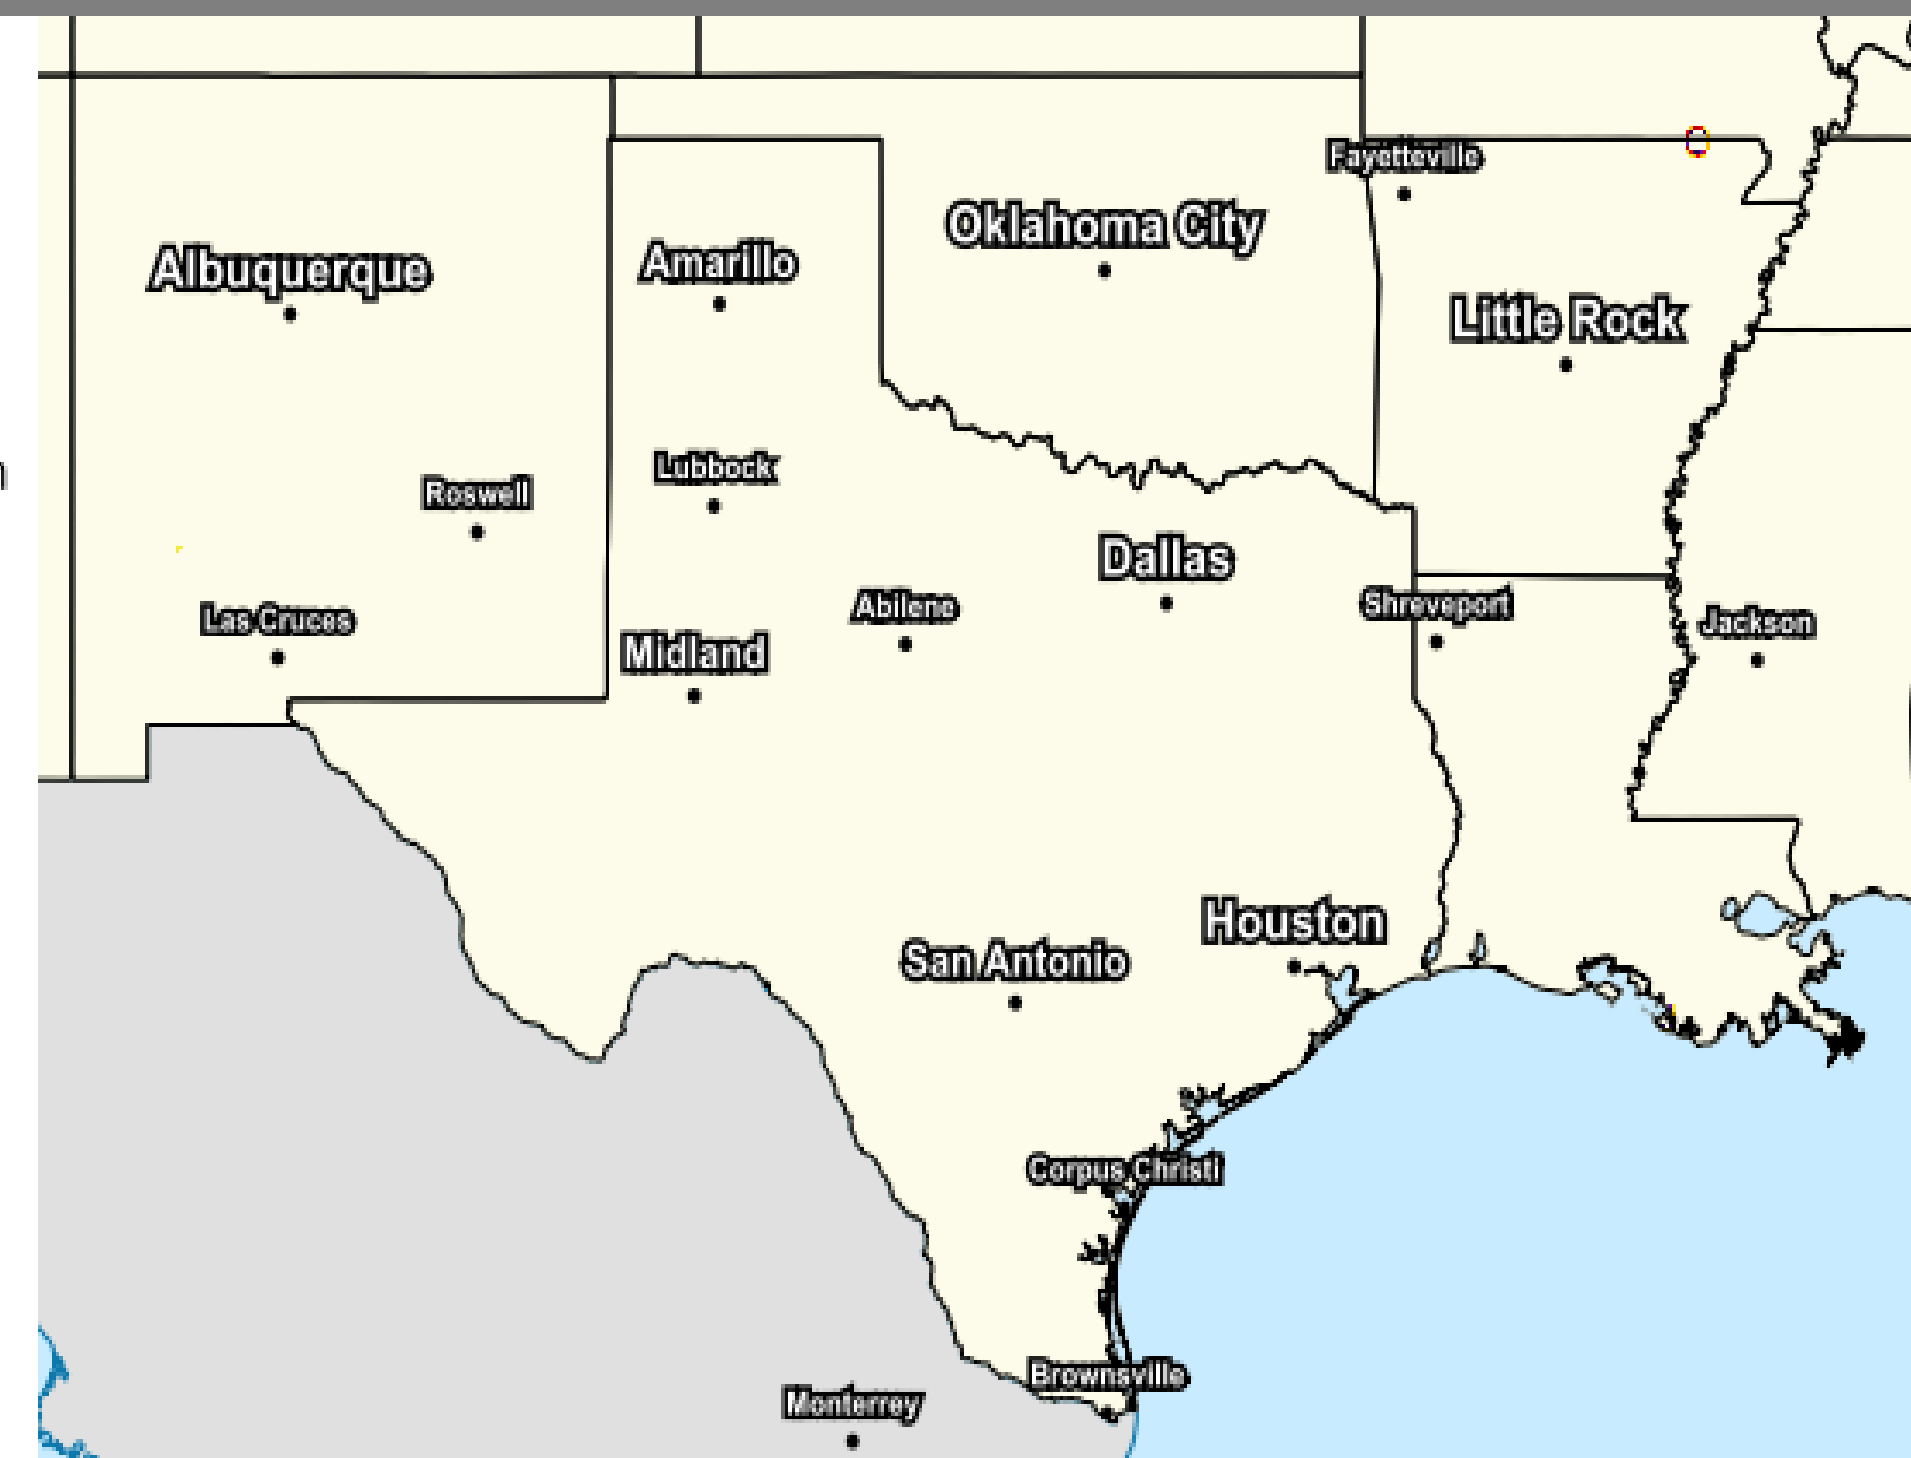 Fayetteville
Oklahoma City
Albuquerque
Amarillo
Little Rock
Lubbock
Roswell
Dallas
Las Cruces
Abilene
Shreveport
Jackson
Midland
Houston
San Antonio
Corpus Christi
Brownsville
Monterrey